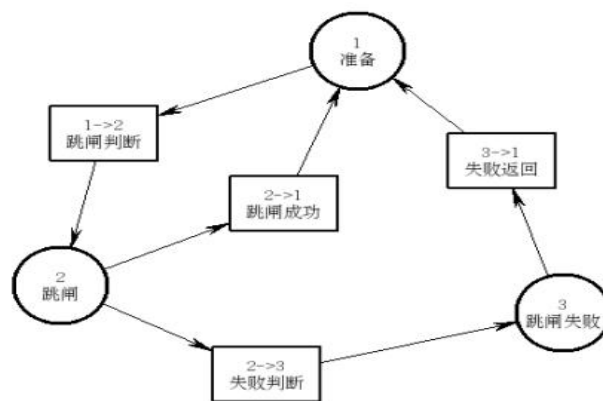 1
准备
1->2
跳闸判断
2->1
跳闸成功
3->1
失败返回
2
跳闸
3
跳闸失败
2->3
失败判断